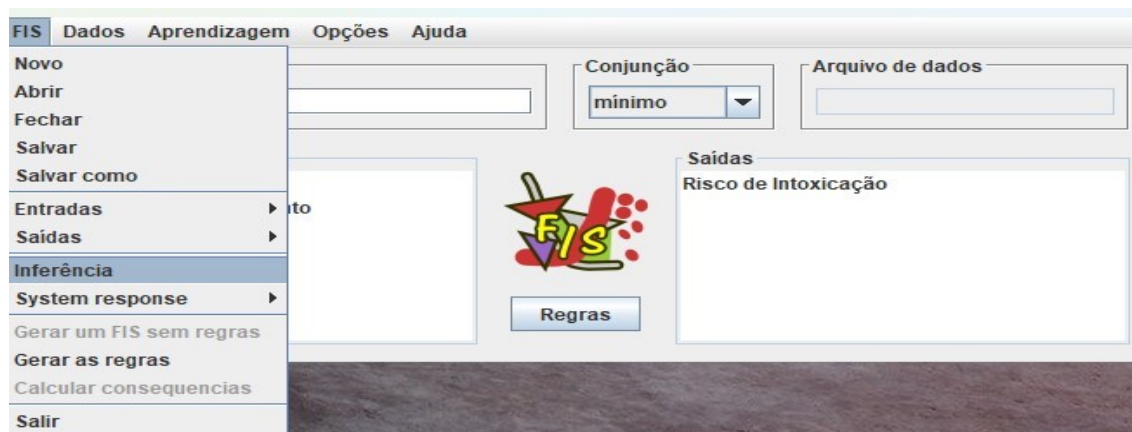 FIS Dados Aprendizagem Opções Ajuda
Novo
Abrir
Fechar
Salvar
Salvar como
Entradas
Saídas
Inferência
System response
Gerar um FIS sem regras
Gerar as regras
Calcular consequencias
Salir
Conjunção
mínimo
Arquivo de dados
FIS
Regras
Saídas
Risco de Intoxicação